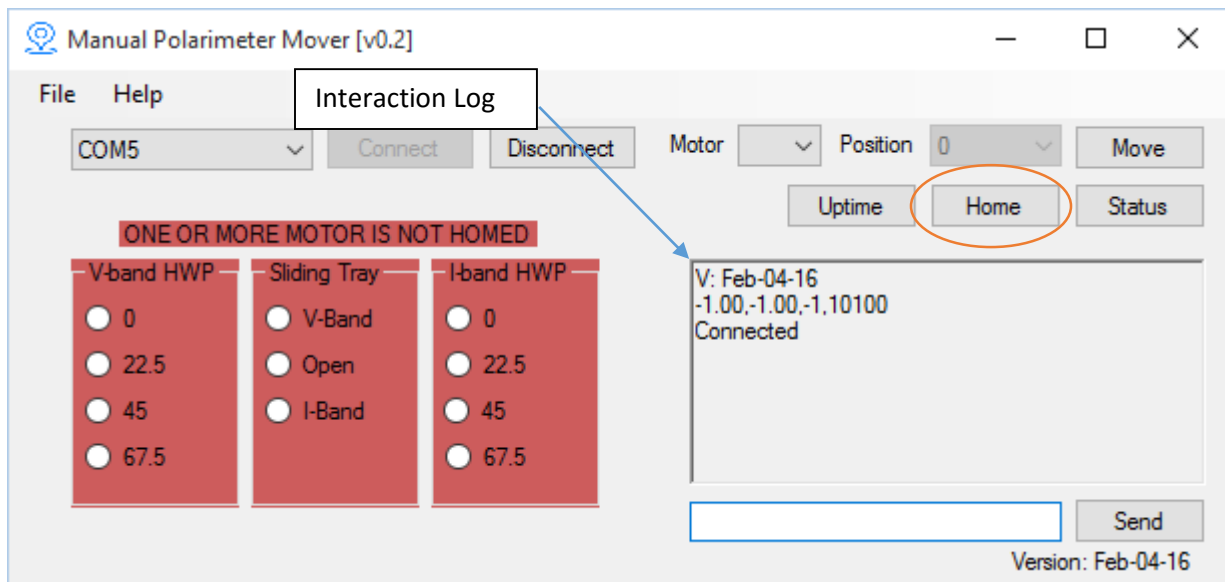 Manual Polarimeter Mover [v0.2]
File Help
Interaction Log
COM5 Connect Disconnect Motor Position 0 Move
Uptime Home Status
ONE OR MORE MOTOR IS NOT HOMED
V-band HWP Sliding Tray I-band HWP
0 V-Band 0
22.5 Open 22.5
45 I-Band 45
67.5 67.5
V: Feb-04-16
-1.00,-1.00,-1,10100
Connected
Send
Version: Feb-04-16